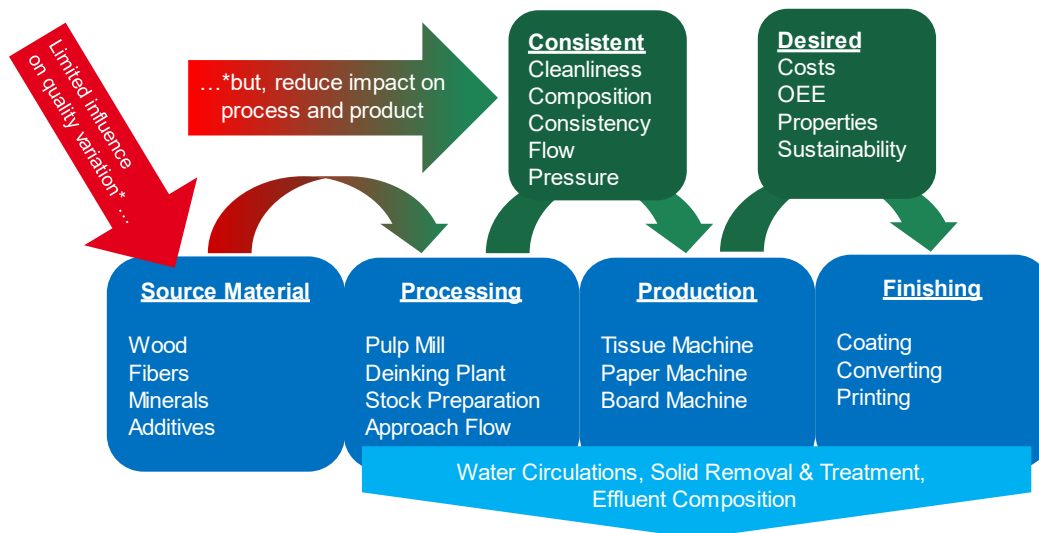 Limited influence
on quality variation* …
…*but, reduce impact on
process and product
Consistent
Cleanliness
Composition
Consistency
Flow
Pressure
Desired
Costs
OEE
Properties
Sustainability
Source Material
Wood
Fibers
Minerals
Additives
Processing
Pulp Mill
Deinking Plant
Stock Preparation
Approach Flow
Production
Tissue Machine
Paper Machine
Board Machine
Finishing
Coating
Converting
Printing
Water Circulations, Solid Removal & Treatment,
Effluent Composition